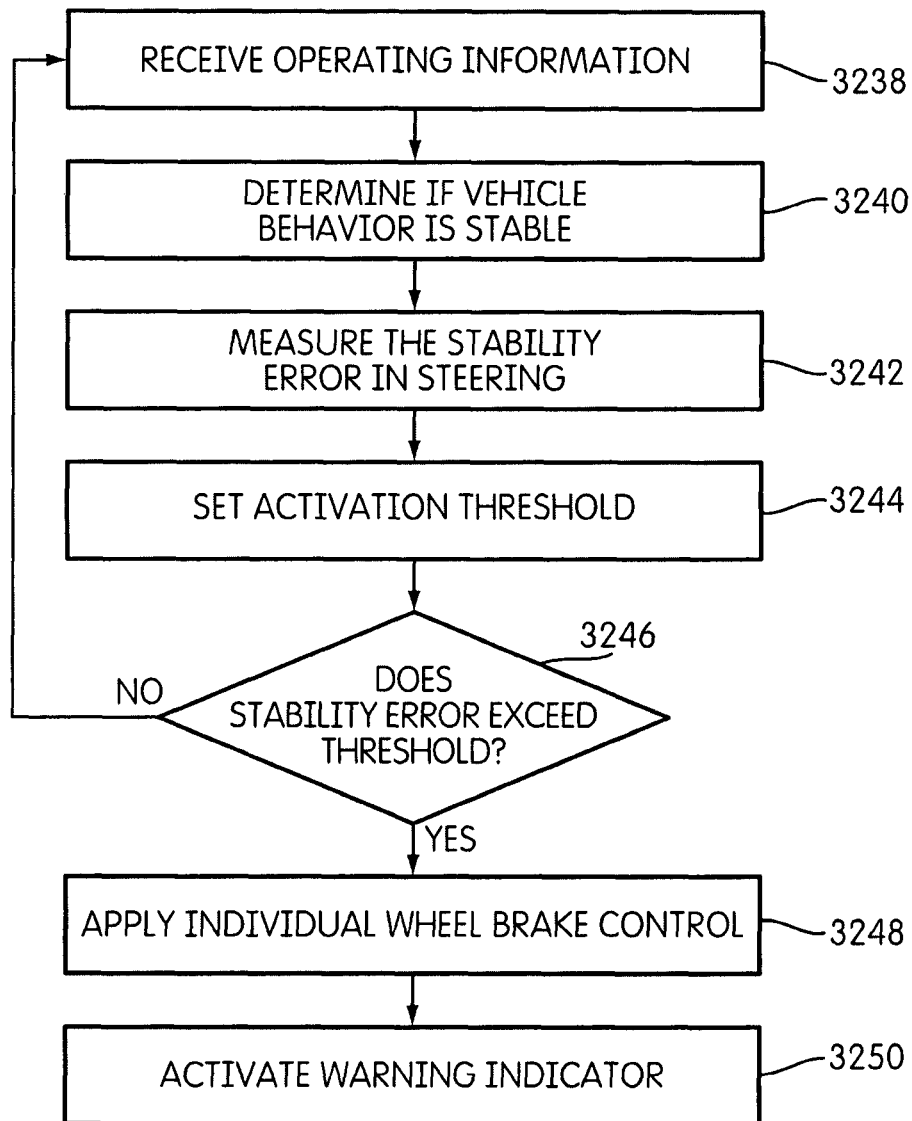 RECEIVE OPERATING INFORMATION
3238
DETERMINE IF VEHICLE
BEHAVIOR IS STABLE
3240
MEASURE THE STABILITY
ERROR IN STEERING
3242
SET ACTIVATION THRESHOLD
3244
3246
DOES
STABILITY ERROR EXCEED
THRESHOLD?
NO
YES
APPLY INDIVIDUAL WHEEL BRAKE CONTROL
3248
ACTIVATE WARNING INDICATOR
3250